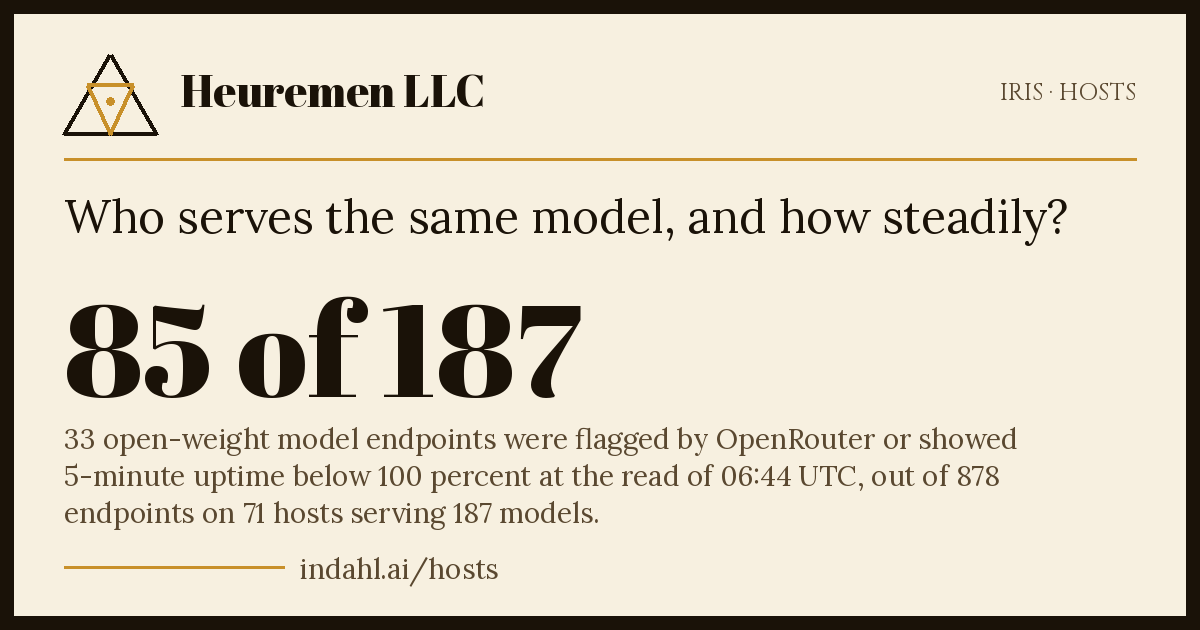 Heuremen LLC
IRIS · HOSTS
Who serves the same model, and how steadily?
85 of 187
33 open-weight model endpoints were flagged by OpenRouter or showed
5-minute uptime below 100 percent at the read of 06:44 UTC, out of 878
endpoints on 71 hosts serving 187 models.
indahl.ai/hosts